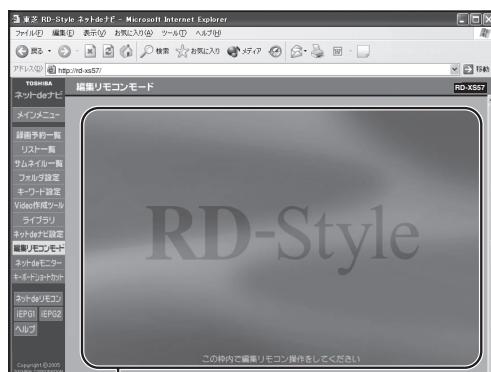 東芝 RD-Style ネットdeナビ - Microsoft Internet Explorer
ファイル(F) 編集(E) 表示(V) お気に入り(A) ツール(T) ヘルプ(H)
戻る 検索 お気に入り メディア
アドレス(D) http://rd-xs57/ 移動
TOSHIBA
ネットdeナビ
編集リモコンモード RD-XS57
メインメニュー
録画予約一覧
リスト一覧
サムネイル一覧
フォルダ設定
キーワード設定
Video作成ツール
ライブラリ
ネットdeナビ設定
編集リモコンモード
ネットdeモニター
キーボードショートカット
ネットdeリモコン
iEPG1 iEPG2
ヘルプ
RD-Style
この枠内で編集リモコン操作をしてください
Copyright ©2005
TOSHIBA CORPORATION